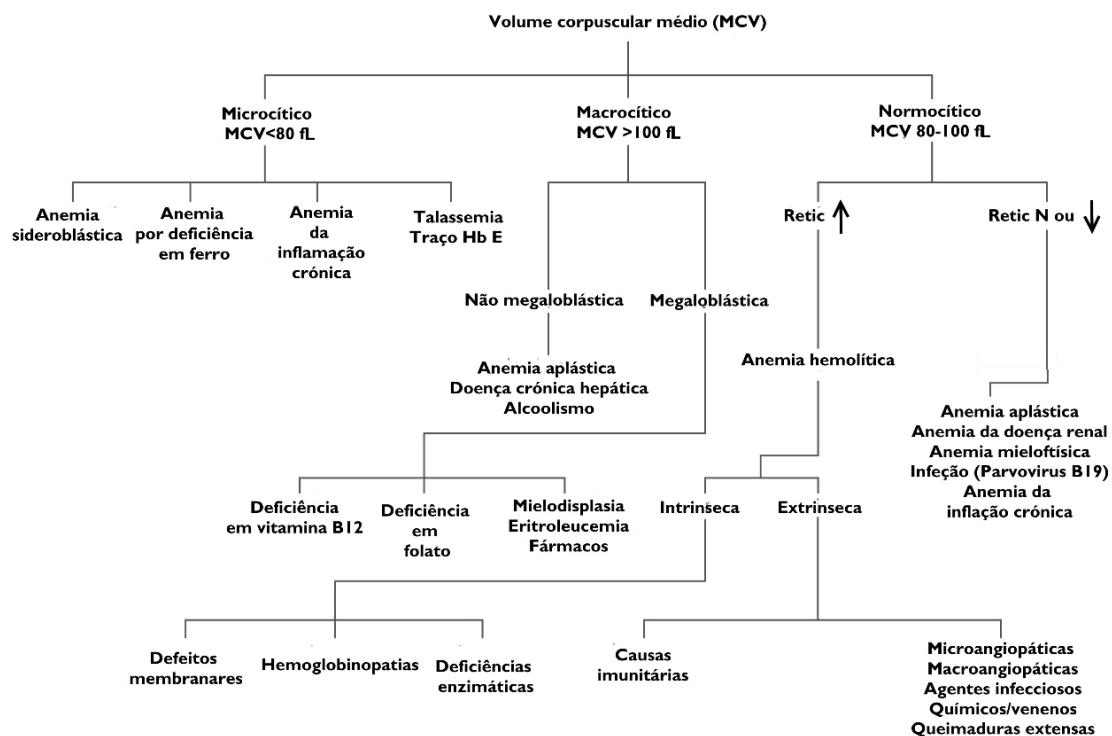 Volume corpuscular médio (MCV)
Microcítico
MCV<80 fL
Macrocítico
MCV >100 fL
Normocítico
MCV 80-100 fL
Anemia
sideroblástica
Anemia
por deficiência
em ferro
Anemia
da
inflamação
crónica
Talassemia
Traço Hb E
Retic ↑
Retic N ou ↓
Não megaloblástica
Megaloblástica
Anemia hemolítica
Anemia aplástica
Doença crónica hepática
Alcoolismo
Anemia aplástica
Anemia da doença renal
Anemia mieloftísica
Infeção (Parvovirus B19)
Anemia da
inflação crónica
Deficiência
em vitamina B12
Deficiência
em
folato
Mielodisplasia
Eritroleucemia
Fármacos
Intrinseca
Extrinseca
Defeitos
membranares
Hemoglobinopatias
Deficiências
enzimáticas
Causas
imunitárias
Microangiopáticas
Macroangiopáticas
Agentes infecciosos
Químicos/venenos
Queimaduras extensas